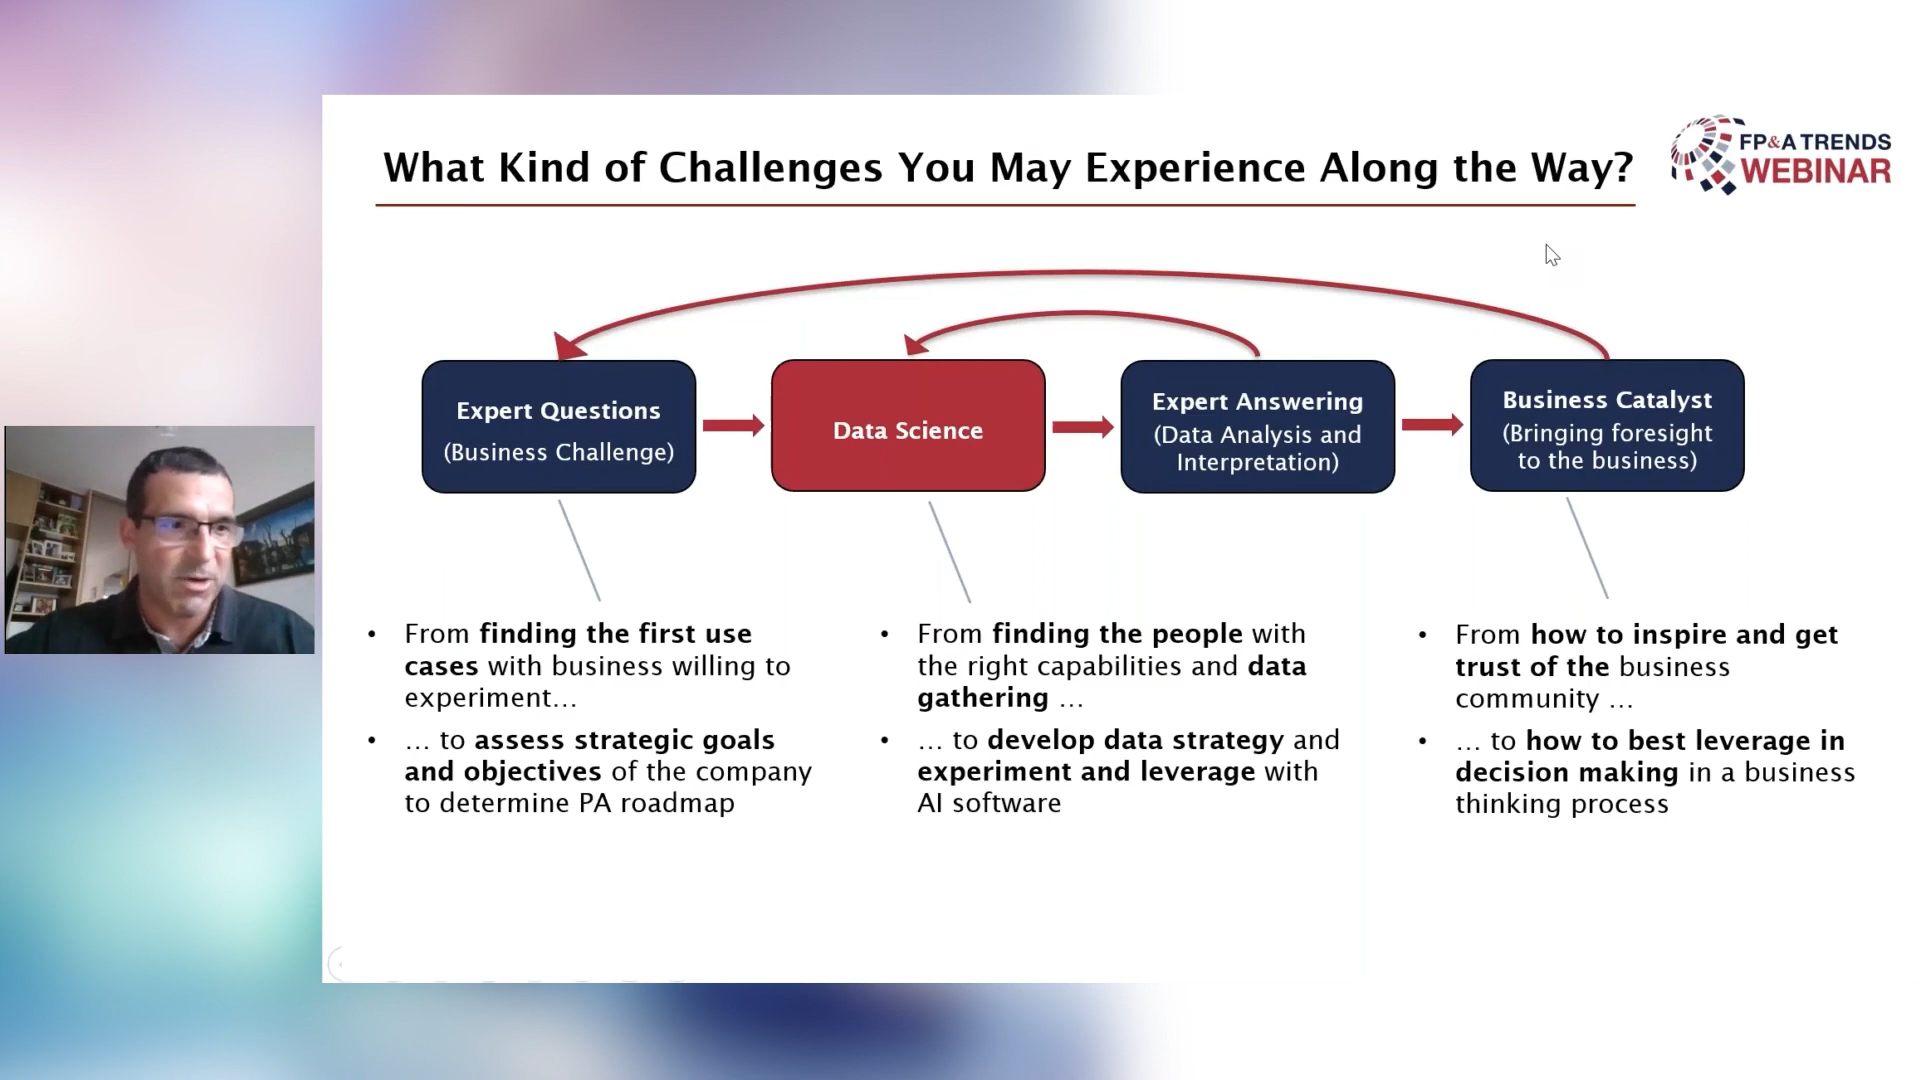 What Kind of Challenges You May Experience Along the Way?
FP&A TRENDS
WEBINAR
Expert Questions
(Business Challenge)
Data Science
Expert Answering
(Data Analysis and
Interpretation)
Business Catalyst
(Bringing foresight
to the business)
• From finding the first use
cases with business willing to
experiment…
• … to assess strategic goals
and objectives of the company
to determine PA roadmap
• From finding the people with
the right capabilities and data
gathering …
• … to develop data strategy and
experiment and leverage with
AI software
• From how to inspire and get
trust of the business
community …
• … to how to best leverage in
decision making in a business
thinking process